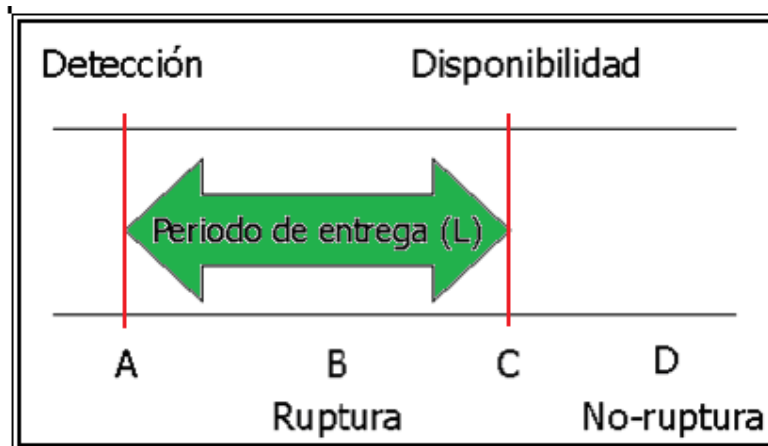 Detección Disponibilidad
Periodo de entrega (L)
A B C D
Ruptura No-ruptura